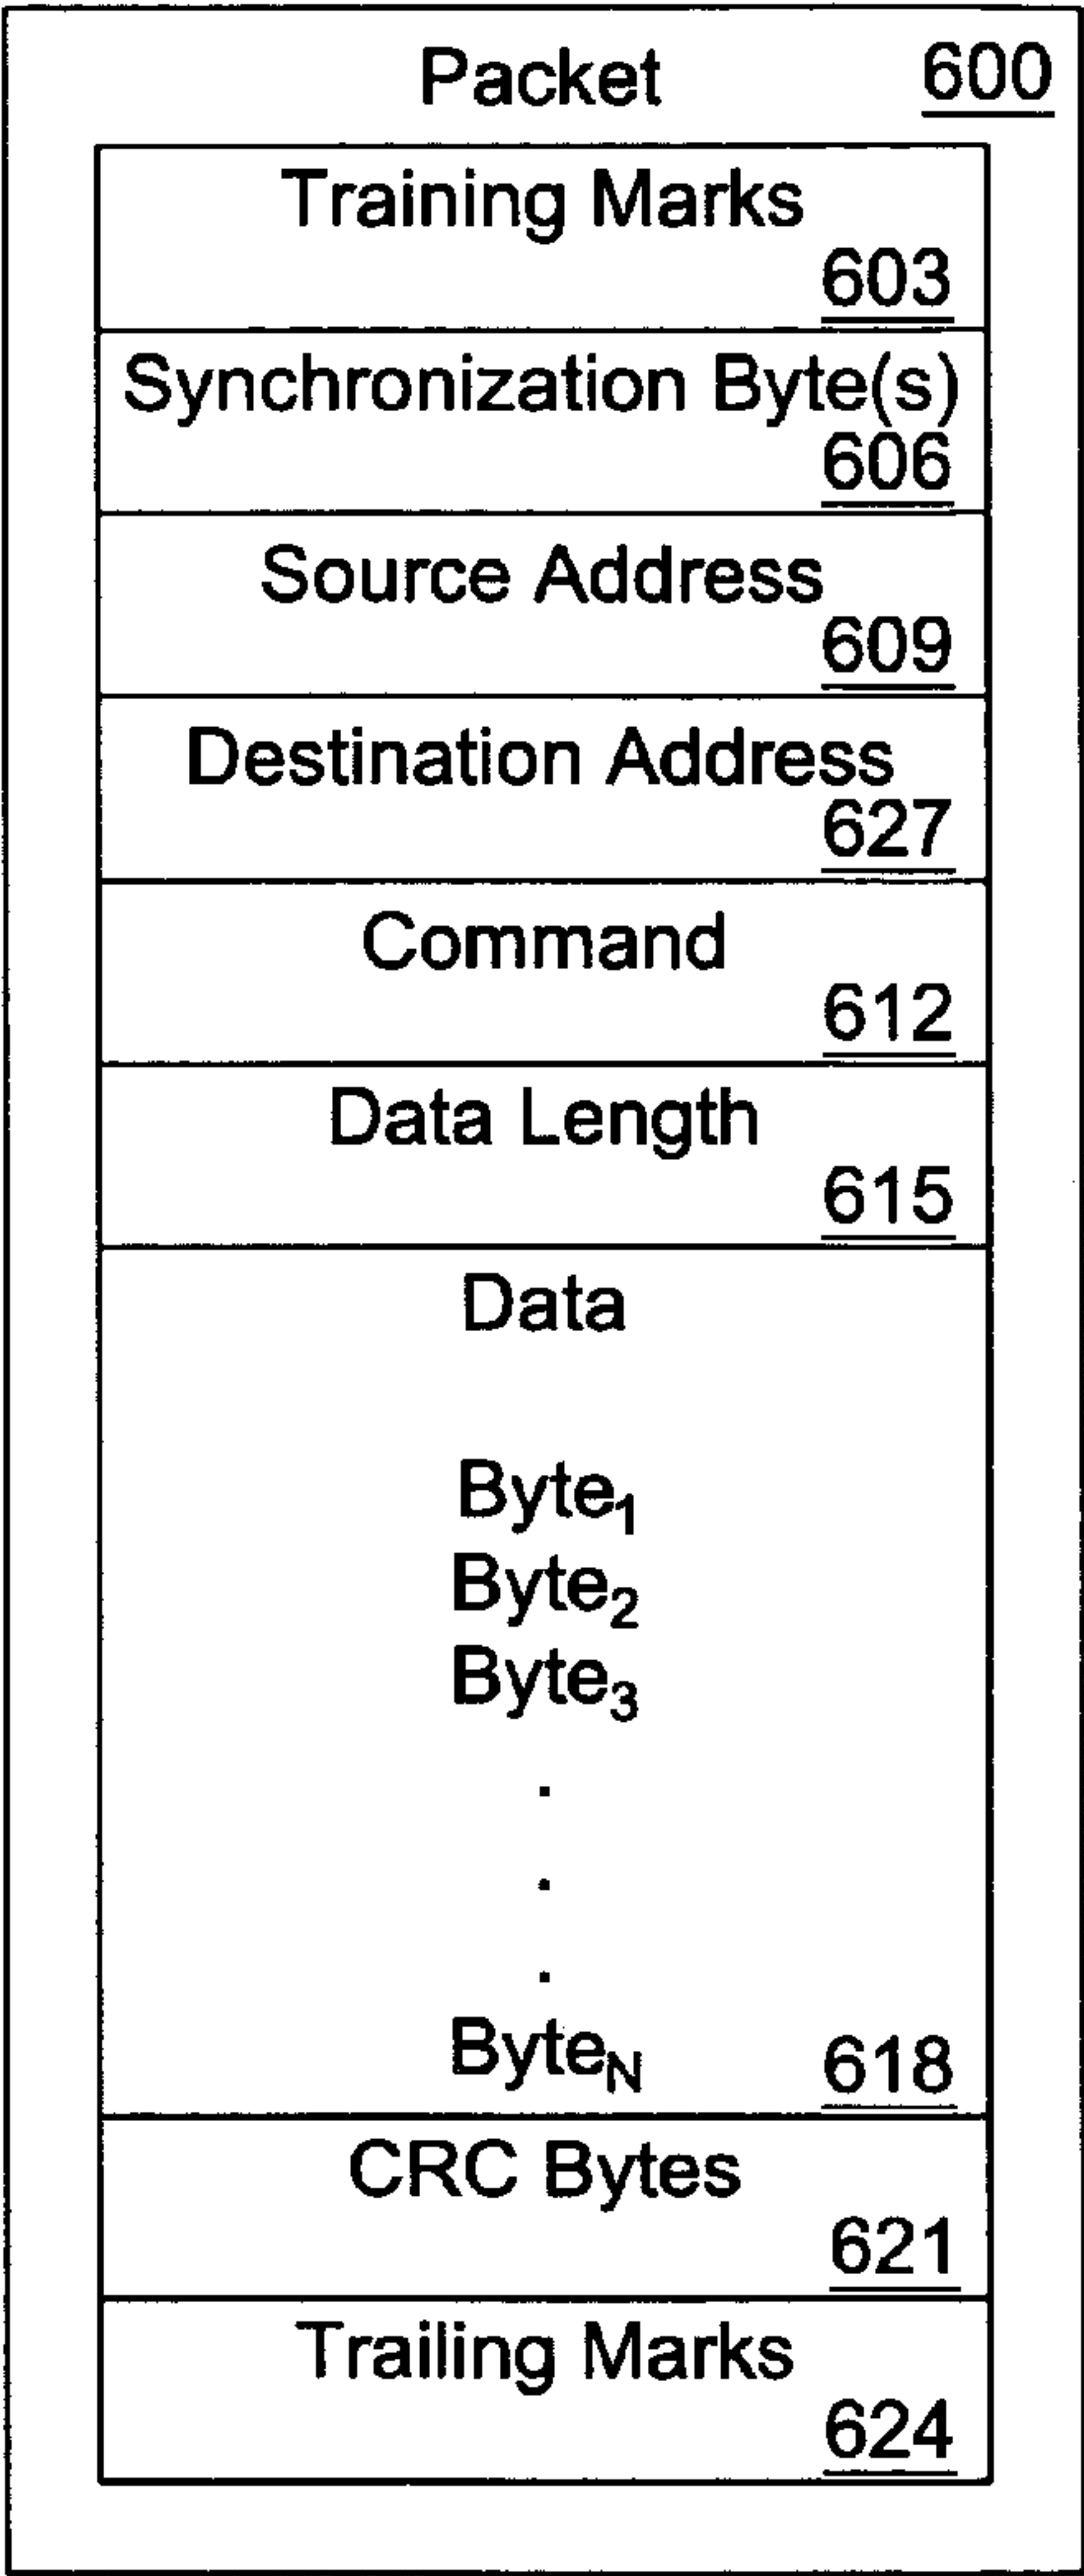 Packet 600
Training Marks
603
Synchronization Byte(s)
606
Source Address
609
Destination Address
627
Command
612
Data Length
615
Data
Byte₁
Byte₂
Byte₃
.
.
.
Byte_N 618
CRC Bytes
621
Trailing Marks
624